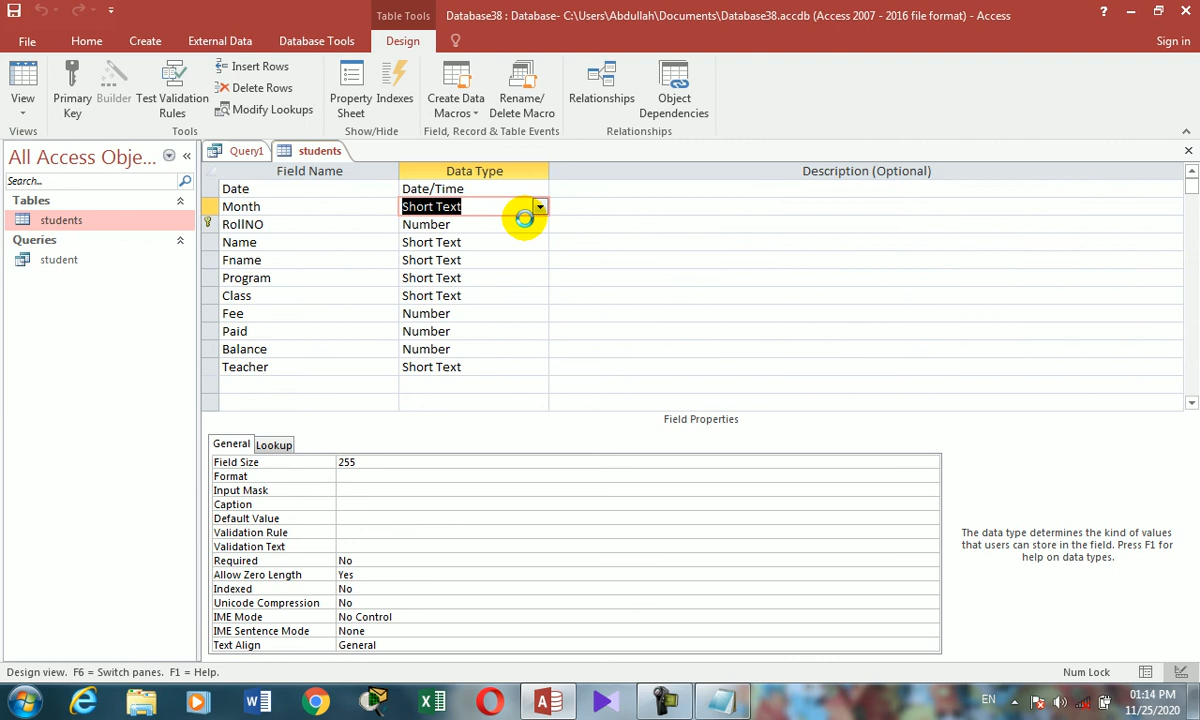 Table Tools
Database38 : Database- C:\Users\Abdullah\Documents\Database38.accdb (Access 2007 - 2016 file format) - Access
?
File Home Create External Data Database Tools Design Sign in
View
Primary Key
Builder
Test Validation Rules
Insert Rows
Delete Rows
Modify Lookups
Property Sheet
Indexes
Create Data Macros
Rename/ Delete Macro
Relationships
Object Dependencies
Views Tools Show/Hide Field, Record & Table Events Relationships
All Access Obje... «
Search...
Tables
students
Queries
student
Query1 students
Field Name Data Type Description (Optional)
Date Date/Time
Month Short Text
RollNO Number
Name Short Text
Fname Short Text
Program Short Text
Class Short Text
Fee Number
Paid Number
Balance Number
Teacher Short Text
Field Properties
General Lookup
Field Size 255
Format
Input Mask
Caption
Default Value
Validation Rule
Validation Text
Required No
Allow Zero Length Yes
Indexed No
Unicode Compression No
IME Mode No Control
IME Sentence Mode None
Text Align General
The data type determines the kind of values
that users can store in the field. Press F1 for
help on data types.
Design view. F6 = Switch panes. F1 = Help. Num Lock
EN
01:14 PM
11/25/2020